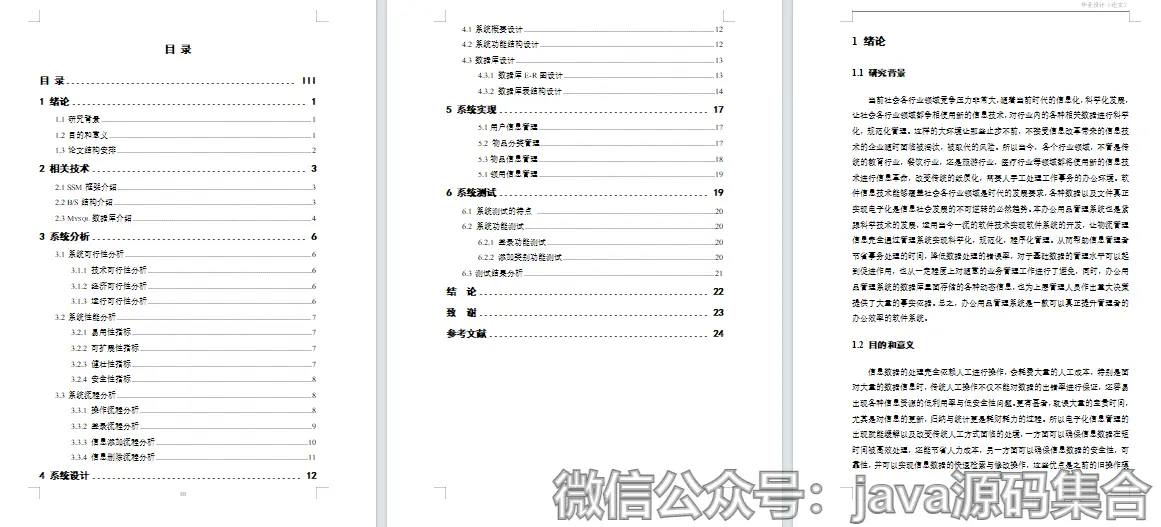 目 录
目 录 III
1 绪论 1
1.1 研究背景 1
1.2 目的和意义 1
1.3 论文结构安排 2
2 相关技术 3
2.1 SSM 框架介绍 3
2.2 B/S 结构介绍 3
2.3 MYSQL 数据库介绍 4
3 系统分析 6
3.1 系统可行性分析 6
3.1.1 技术可行性分析 6
3.1.2 经济可行性分析 6
3.1.3 运行可行性分析 6
3.2 系统性能分析 7
3.2.1 易用性指标 7
3.2.2 可扩展性指标 7
3.2.3 健壮性指标 7
3.2.4 安全性指标 8
3.3 系统流程分析 8
3.3.1 操作流程分析 8
3.3.2 登录流程分析 9
3.3.3 信息添加流程分析 10
3.3.4 信息删除流程分析 11
4 系统设计 12
III
4.1 系统概要设计 12
4.2 系统功能结构设计 12
4.3 数据库设计 13
4.3.1 数据库 E-R 图设计 13
4.3.2 数据库表结构设计 14
5 系统实现 17
5.1 用户信息管理 17
5.2 物品分类管理 17
5.3 物品信息管理 18
5.1 领用信息管理 19
6 系统测试 19
6.1 系统测试的特点 20
6.2 系统功能测试 20
6.2.1 登录功能测试 20
6.2.2 添加类别功能测试 20
6.3 测试结果分析 21
结 论 22
致 谢 23
参考文献 24
毕业设计（论文）
1 绪论
1.1 研究背景
当前社会各行业领域竞争压力非常大，随着当前时代的信息化，科学化发展，
让社会各行业领域都争相使用新的信息技术，对行业内的各种相关数据进行科学
化，规范化管理。这样的大环境让那些止步不前，不接受信息改革带来的信息技
术的企业随时面临被淘汰，被取代的风险。所以当今，各个行业领域，不管是传
统的教育行业，餐饮行业，还是旅游行业，医疗行业等领域都将使用新的信息技
术进行信息革命，改变传统的纸质化，需要人手工处理工作事务的办公环境。软
件信息技术能够覆盖社会各行业领域是时代的发展要求，各种数据以及文件真正
实现电子化是信息社会发展的不可逆转的必然趋势。本办公用品管理系统也是紧
跟科学技术的发展，运用当今一流的软件技术实现软件系统的开发，让物流管理
信息完全通过管理系统实现科学化，规范化，程序化管理。从而帮助信息管理者
节省事务处理的时间，降低数据处理的错误率，对于基础数据的管理水平可以起
到促进作用，也从一定程度上对随意的业务管理工作进行了避免，同时，办公用
品管理系统的数据库里面存储的各种动态信息，也为上层管理人员作出重大决策
提供了大量的事实依据。总之，办公用品管理系统是一款可以真正提升管理者的
办公效率的软件系统。
1.2 目的和意义
信息数据的处理完全依赖人工进行操作，会耗费大量的人工成本，特别是面
对大量的数据信息时，传统人工操作不仅不能对数据的出错率进行保证，还容易
出现各种信息资源的低利用率与低安全性问题。更有甚者，耽误大量的宝贵时间，
尤其是对信息的更新，归纳与统计更是耗财耗力的过程。所以电子化信息管理的
出现就能缓解以及改变传统人工方式面临的处境，一方面可以确保信息数据在短
时间被高效处理，还能节省人力成本，另一方面可以确保信息数据的安全性，可
靠性，并可以实现信息数据的快速检索与修改操作，这些优点是之前的旧操作模
微信公众号：java源码集合